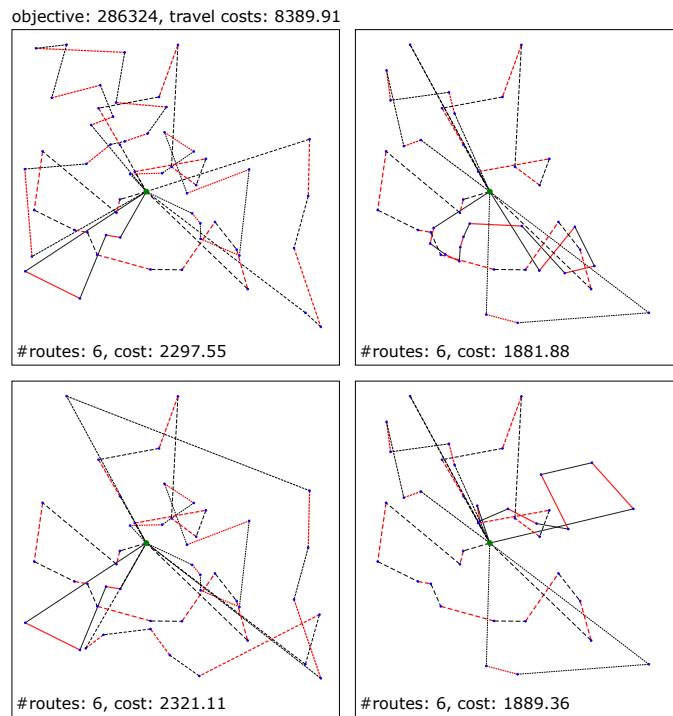 objective: 286324, travel costs: 8389.91
#routes: 6, cost: 2297.55
#routes: 6, cost: 1881.88
#routes: 6, cost: 2321.11
#routes: 6, cost: 1889.36